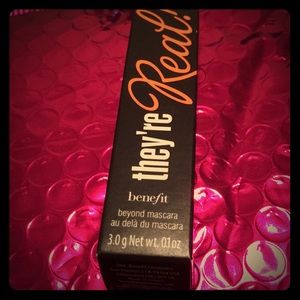 they're Real!
benefit
beyond mascara
au delà du mascara
3.0 g Net wt. 0.1 oz